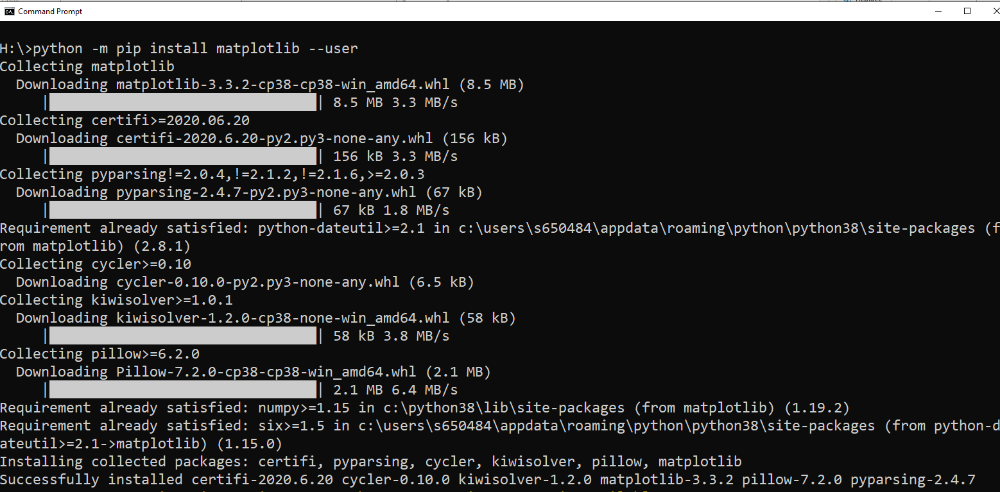 Command Prompt
H:\>python -m pip install matplotlib --user
Collecting matplotlib
Downloading matplotlib-3.3.2-cp38-cp38-win_amd64.whl (8.5 MB)
| | 8.5 MB 3.3 MB/s
Collecting certifi>=2020.06.20
Downloading certifi-2020.6.20-py2.py3-none-any.whl (156 kB)
| | 156 kB 3.3 MB/s
Collecting pyparsing!=2.0.4,!=2.1.2,!=2.1.6,>=2.0.3
Downloading pyparsing-2.4.7-py2.py3-none-any.whl (67 kB)
| | 67 kB 1.8 MB/s
Requirement already satisfied: python-dateutil>=2.1 in c:\users\s650484\appdata\roaming\python\python38\site-packages (f
rom matplotlib) (2.8.1)
Collecting cycler>=0.10
Downloading cycler-0.10.0-py2.py3-none-any.whl (6.5 kB)
Collecting kiwisolver>=1.0.1
Downloading kiwisolver-1.2.0-cp38-none-win_amd64.whl (58 kB)
| | 58 kB 3.8 MB/s
Collecting pillow>=6.2.0
Downloading Pillow-7.2.0-cp38-cp38-win_amd64.whl (2.1 MB)
| | 2.1 MB 6.4 MB/s
Requirement already satisfied: numpy>=1.15 in c:\python38\lib\site-packages (from matplotlib) (1.19.2)
Requirement already satisfied: six>=1.5 in c:\users\s650484\appdata\roaming\python\python38\site-packages (from python-d
ateutil>=2.1->matplotlib) (1.15.0)
Installing collected packages: certifi, pyparsing, cycler, kiwisolver, pillow, matplotlib
Successfully installed certifi-2020.6.20 cycler-0.10.0 kiwisolver-1.2.0 matplotlib-3.3.2 pillow-7.2.0 pyparsing-2.4.7